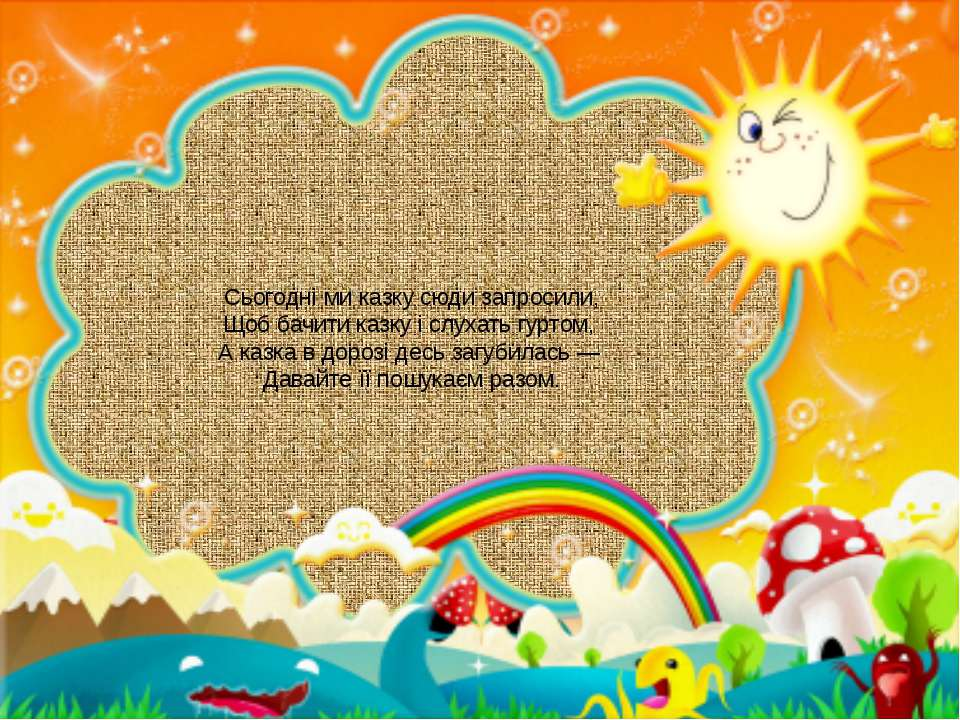 Сьогодні ми казку сюди запросили,
Щоб бачити казку і слухать гуртом,
А казка в дорозі десь загубилась —
Давайте її пошукаєм разом.